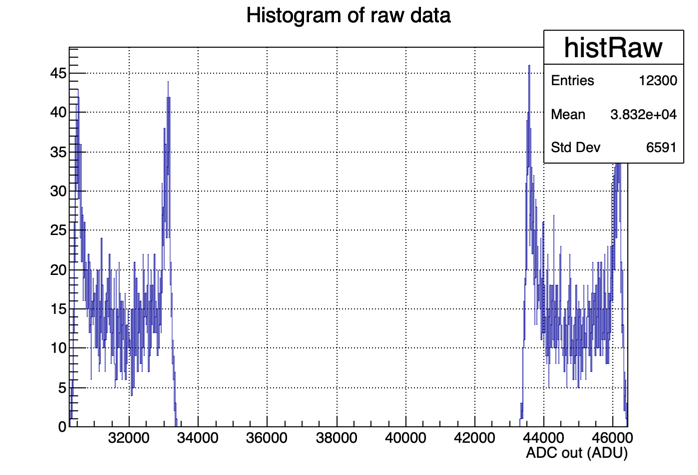 Histogram of raw data
histRaw
Entries 12300
Mean 3.832e+04
Std Dev 6591
45
40
35
30
25
20
15
10
5
0
32000 34000 36000 38000 40000 42000 44000 46000
ADC out (ADU)